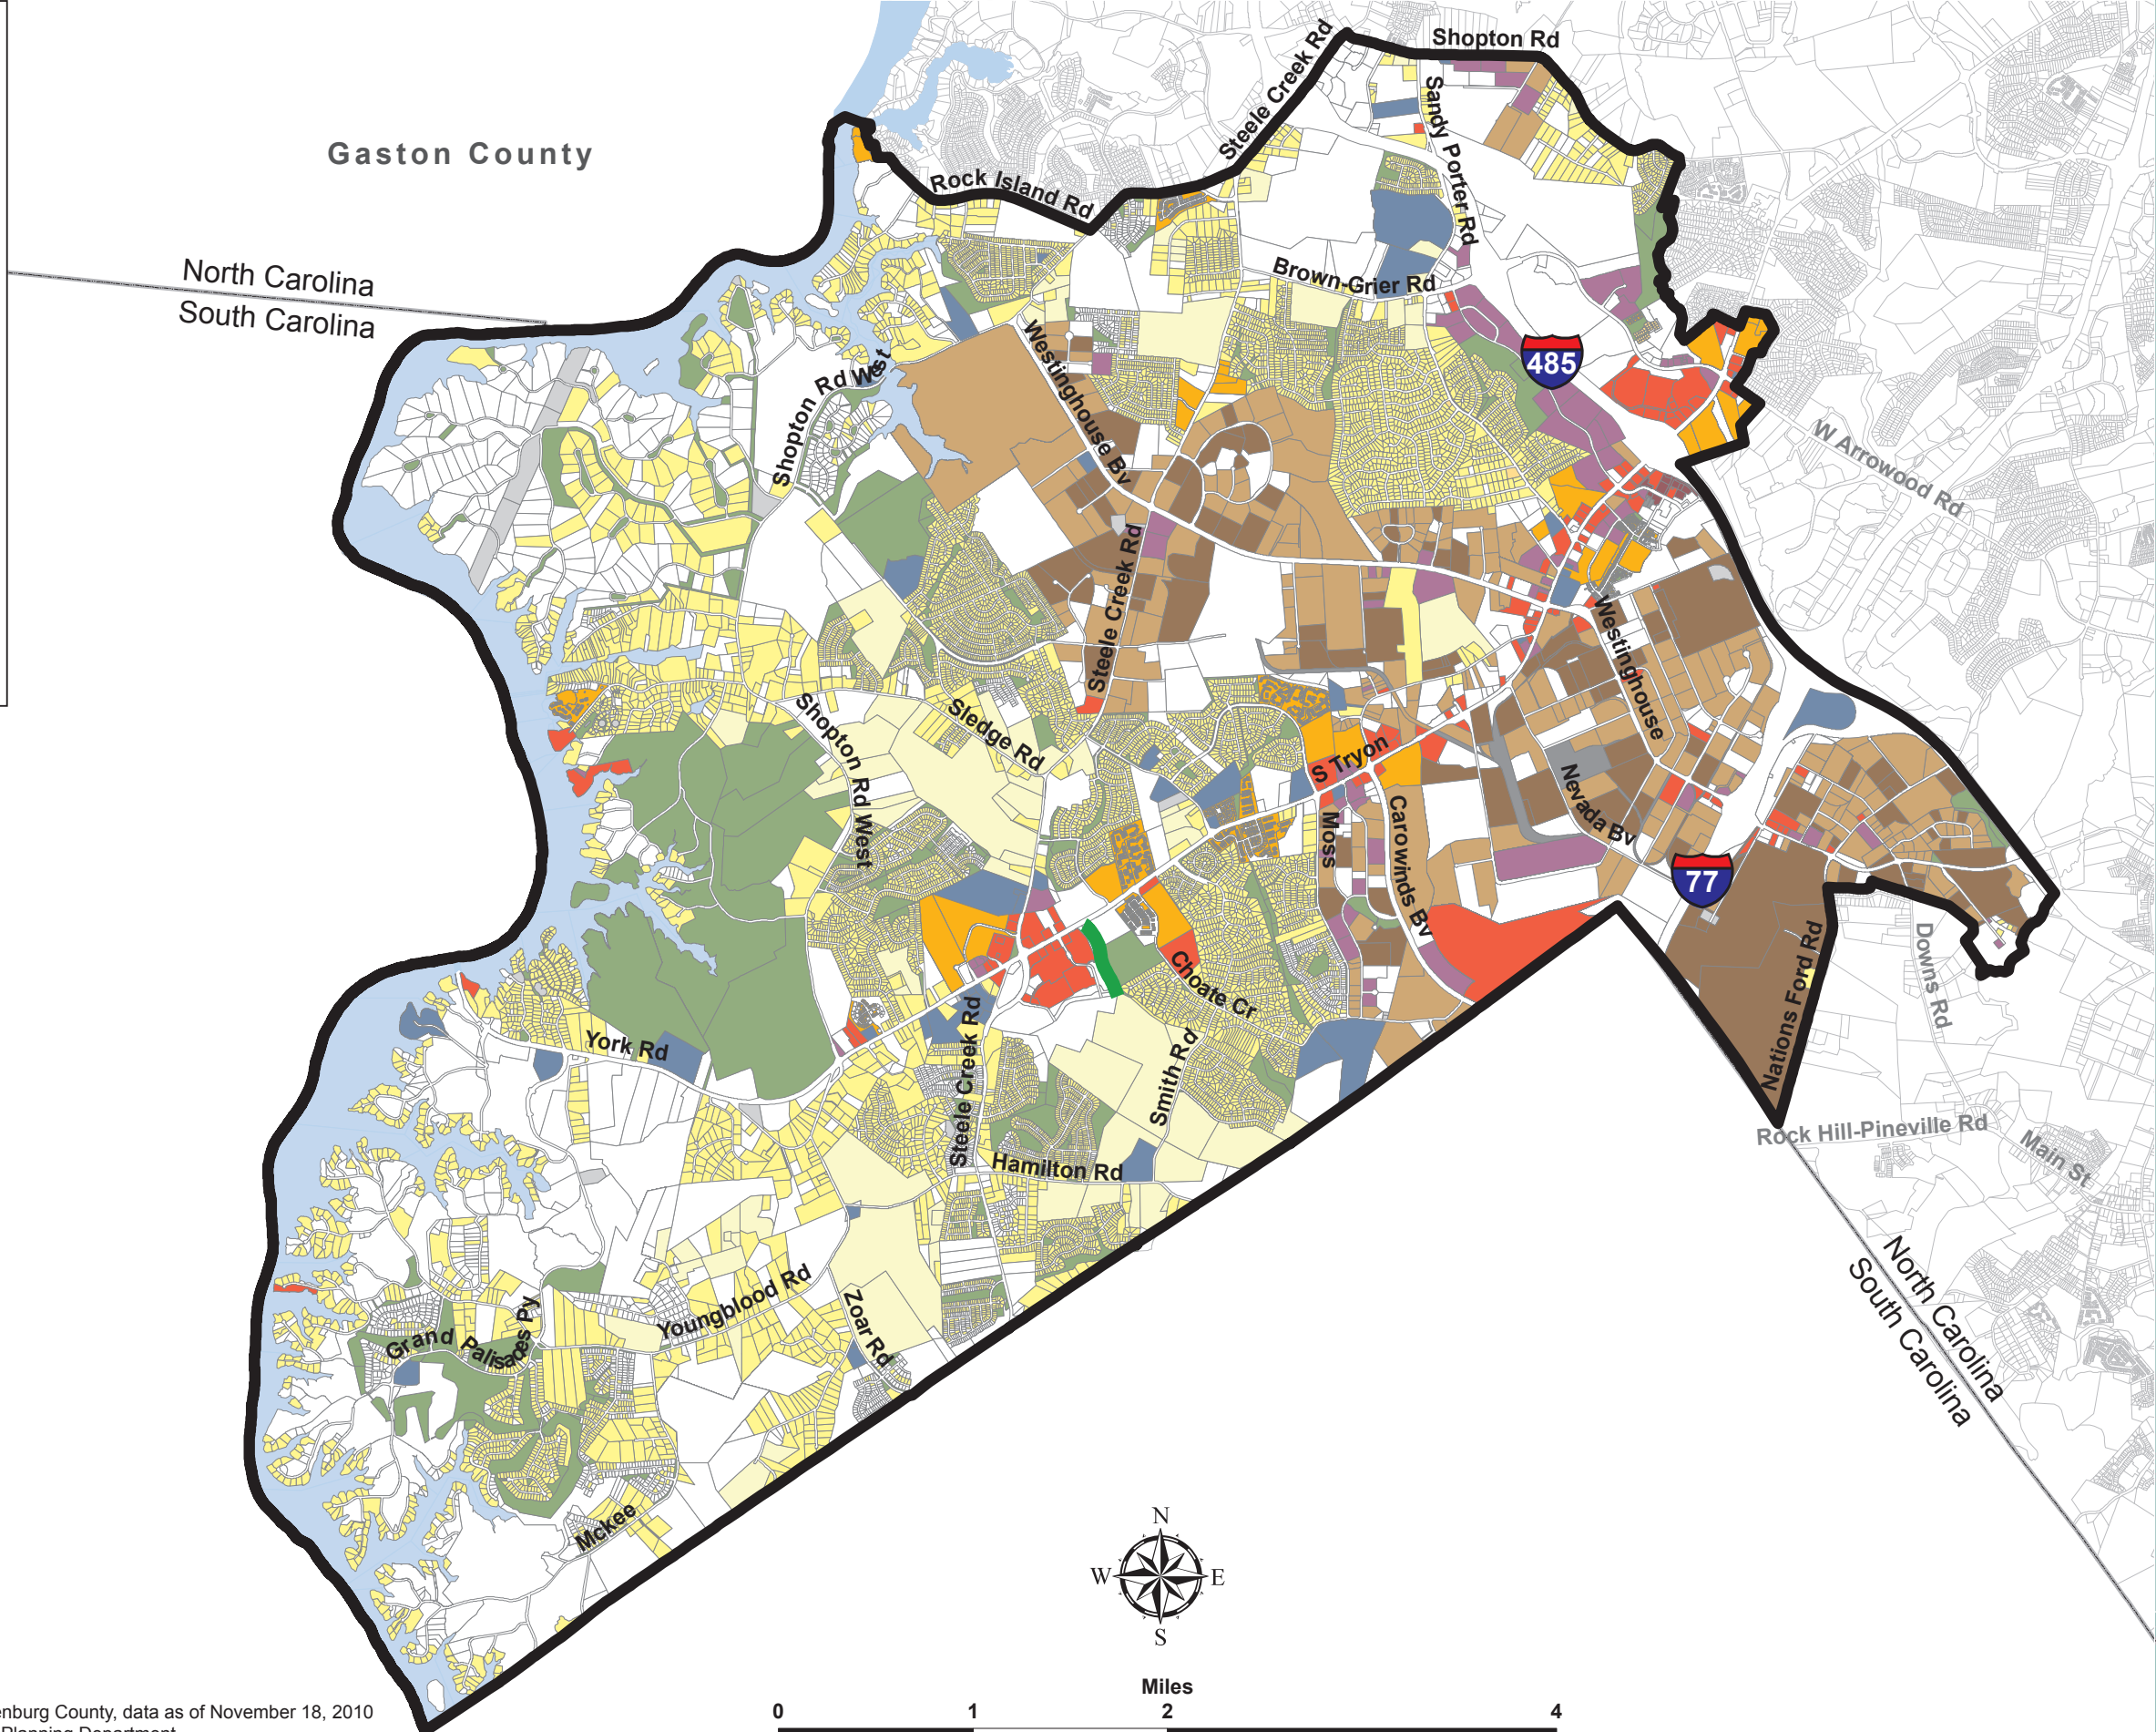 Shopton Rd
Steele Creek Rd
Sandy Porter Rd
Gaston County
Rock Island Rd
North Carolina
South Carolina
Brown-Grier Rd
Westinghouse Bv
485
Shopton Rd West
W Arrowood Rd
Steele Creek Rd
Westinghouse
Shopton Rd West
Sledge Rd
S Tryon
Nevada Bv
Moss
Carowinds Bv
77
Choate Cr
Nations Ford Rd
Downs Rd
York Rd
Steele Creek Rd
Smith Rd
Rock Hill-Pineville Rd
Main St
Hamilton Rd
Youngblood Rd
Zoar Rd
Grand Palisades Py
North Carolina
South Carolina
Mckee
N
W E
S
Miles
0 1 2 4
enburg County, data as of November 18, 2010
Planning Department